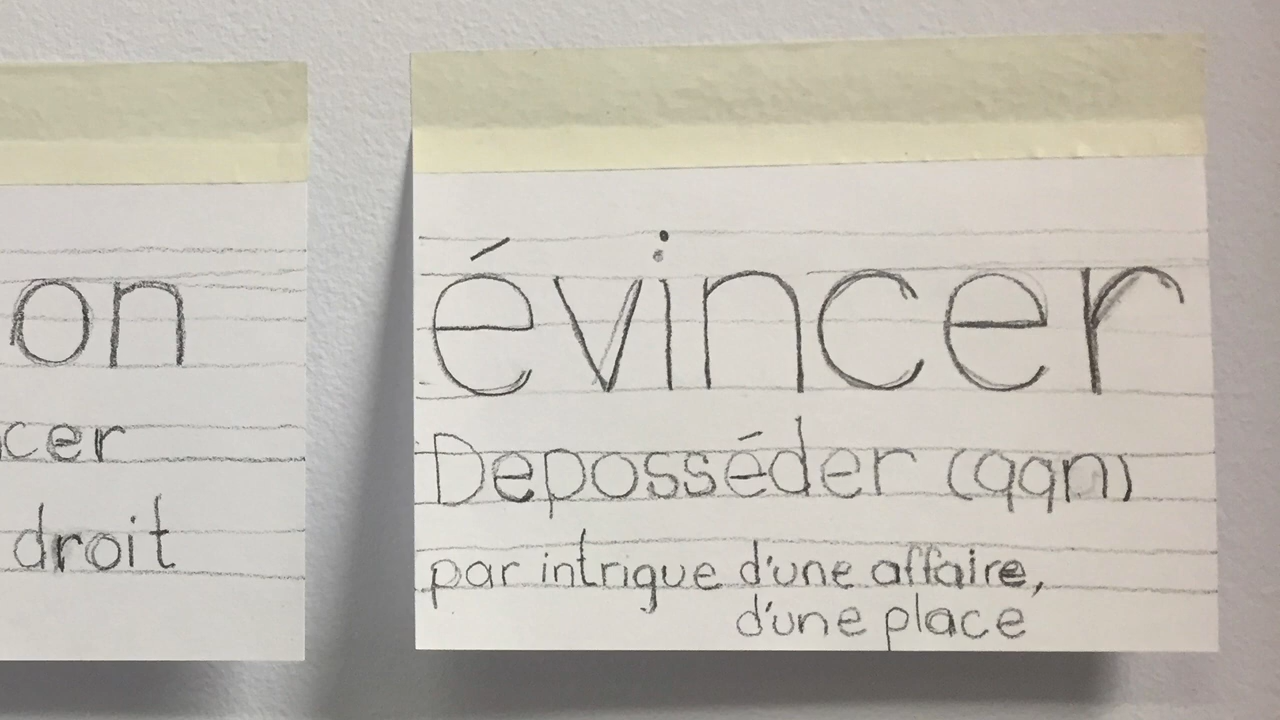 on
cer
droit
évincer
Deposséder (qqn)
par intrigue d'une affaire,
d'une place